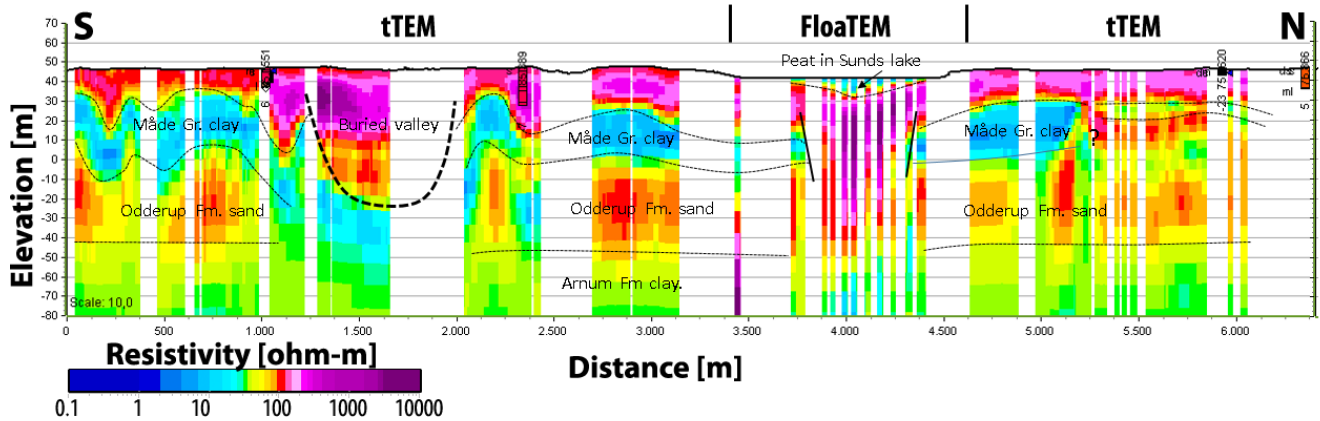 S tTEM FloaTEM tTEM N
Peat in Sunds lake
Måde Gr. clay Buried valley Måde Gr. clay Måde Gr. clay ?
Odderup Fm. sand Odderup Fm. sand Odderup Fm. sand
Arnum Fm clay.
Elevation [m]
70
60
50
40
30
20
10
0
-10
-20
-30
-40
-50
-60
-70
-80
Scale: 10,0
0 500 1.000 1.500 2.000 2.500 3.000 3.500 4.000 4.500 5.000 5.500 6.000
Distance [m]
Resistivity [ohm-m]
0.1 1 10 100 1000 10000